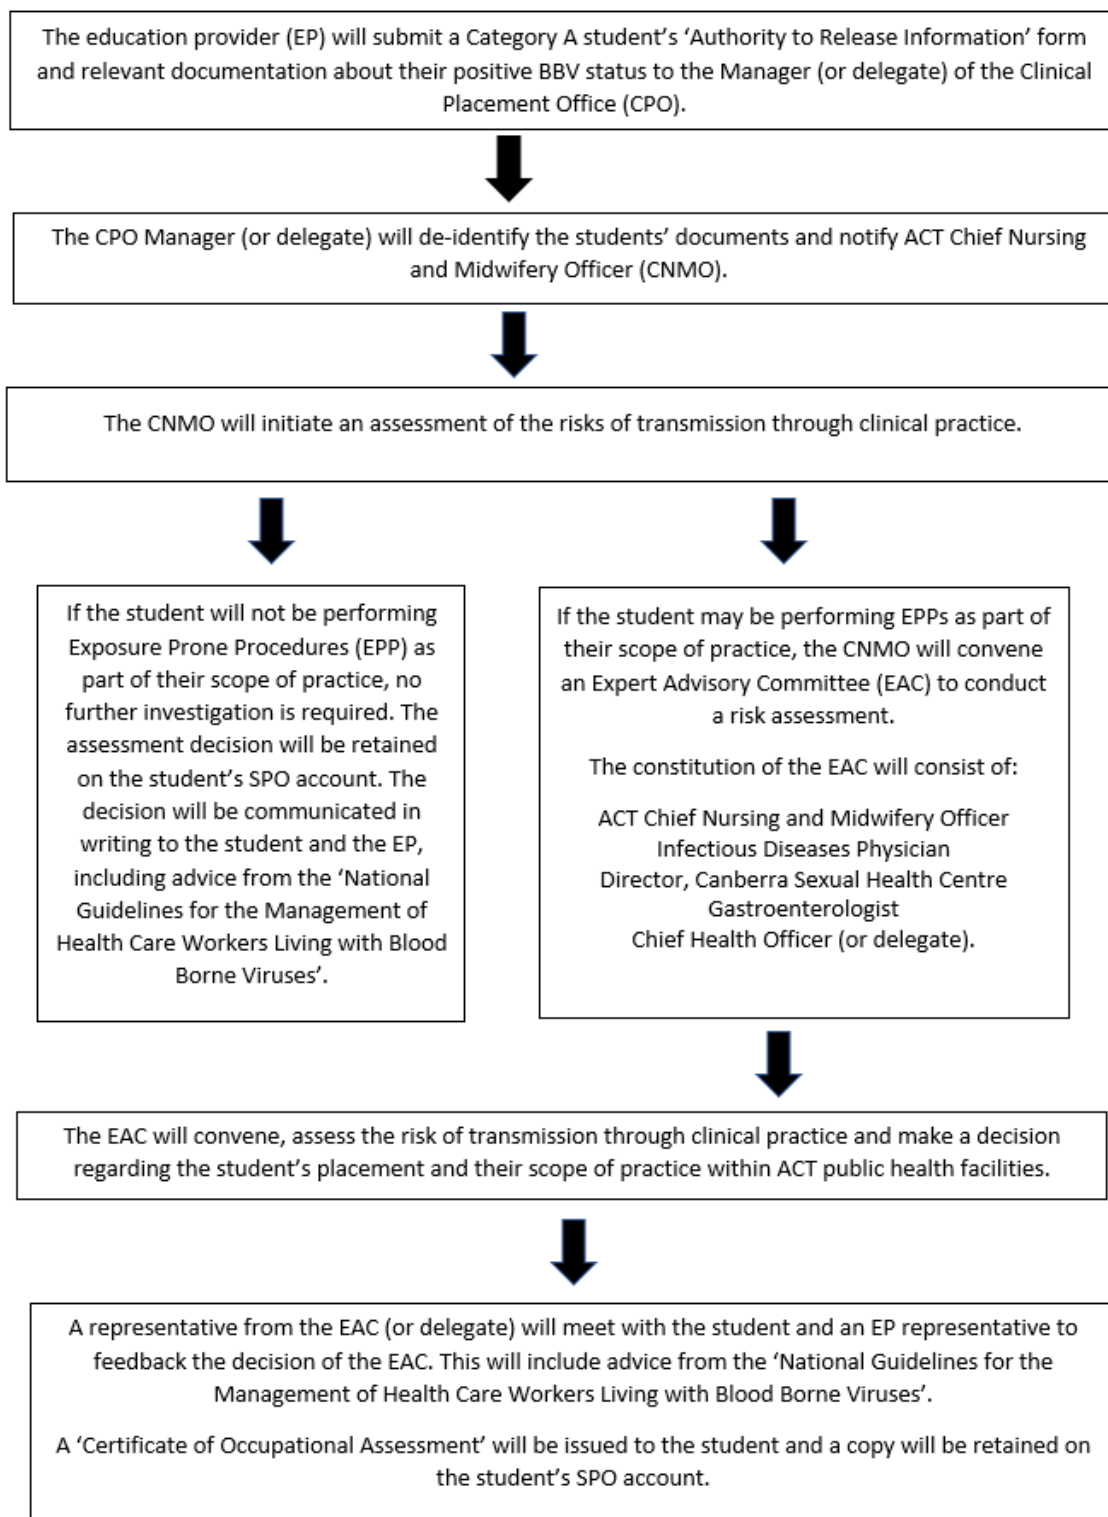 The education provider (EP) will submit a Category A student's ‘Authority to Release Information’ form
and relevant documentation about their positive BBV status to the Manager (or delegate) of the Clinical
Placement Office (CPO).
The CPO Manager (or delegate) will de-identify the students’ documents and notify ACT Chief Nursing
and Midwifery Officer (CNMO).
The CNMO will initiate an assessment of the risks of transmission through clinical practice.
If the student will not be performing
Exposure Prone Procedures (EPP) as
part of their scope of practice, no
further investigation is required. The
assessment decision will be retained
on the student’s SPO account. The
decision will be communicated in
writing to the student and the EP,
including advice from the ‘National
Guidelines for the Management of
Health Care Workers Living with Blood
Borne Viruses’.
If the student may be performing EPPs as part of
their scope of practice, the CNMO will convene
an Expert Advisory Committee (EAC) to conduct
a risk assessment.
The constitution of the EAC will consist of:
ACT Chief Nursing and Midwifery Officer
Infectious Diseases Physician
Director, Canberra Sexual Health Centre
Gastroenterologist
Chief Health Officer (or delegate).
The EAC will convene, assess the risk of transmission through clinical practice and make a decision
regarding the student’s placement and their scope of practice within ACT public health facilities.
A representative from the EAC (or delegate) will meet with the student and an EP representative to
feedback the decision of the EAC. This will include advice from the ‘National Guidelines for the
Management of Health Care Workers Living with Blood Borne Viruses’.
A ‘Certificate of Occupational Assessment’ will be issued to the student and a copy will be retained on
the student’s SPO account.